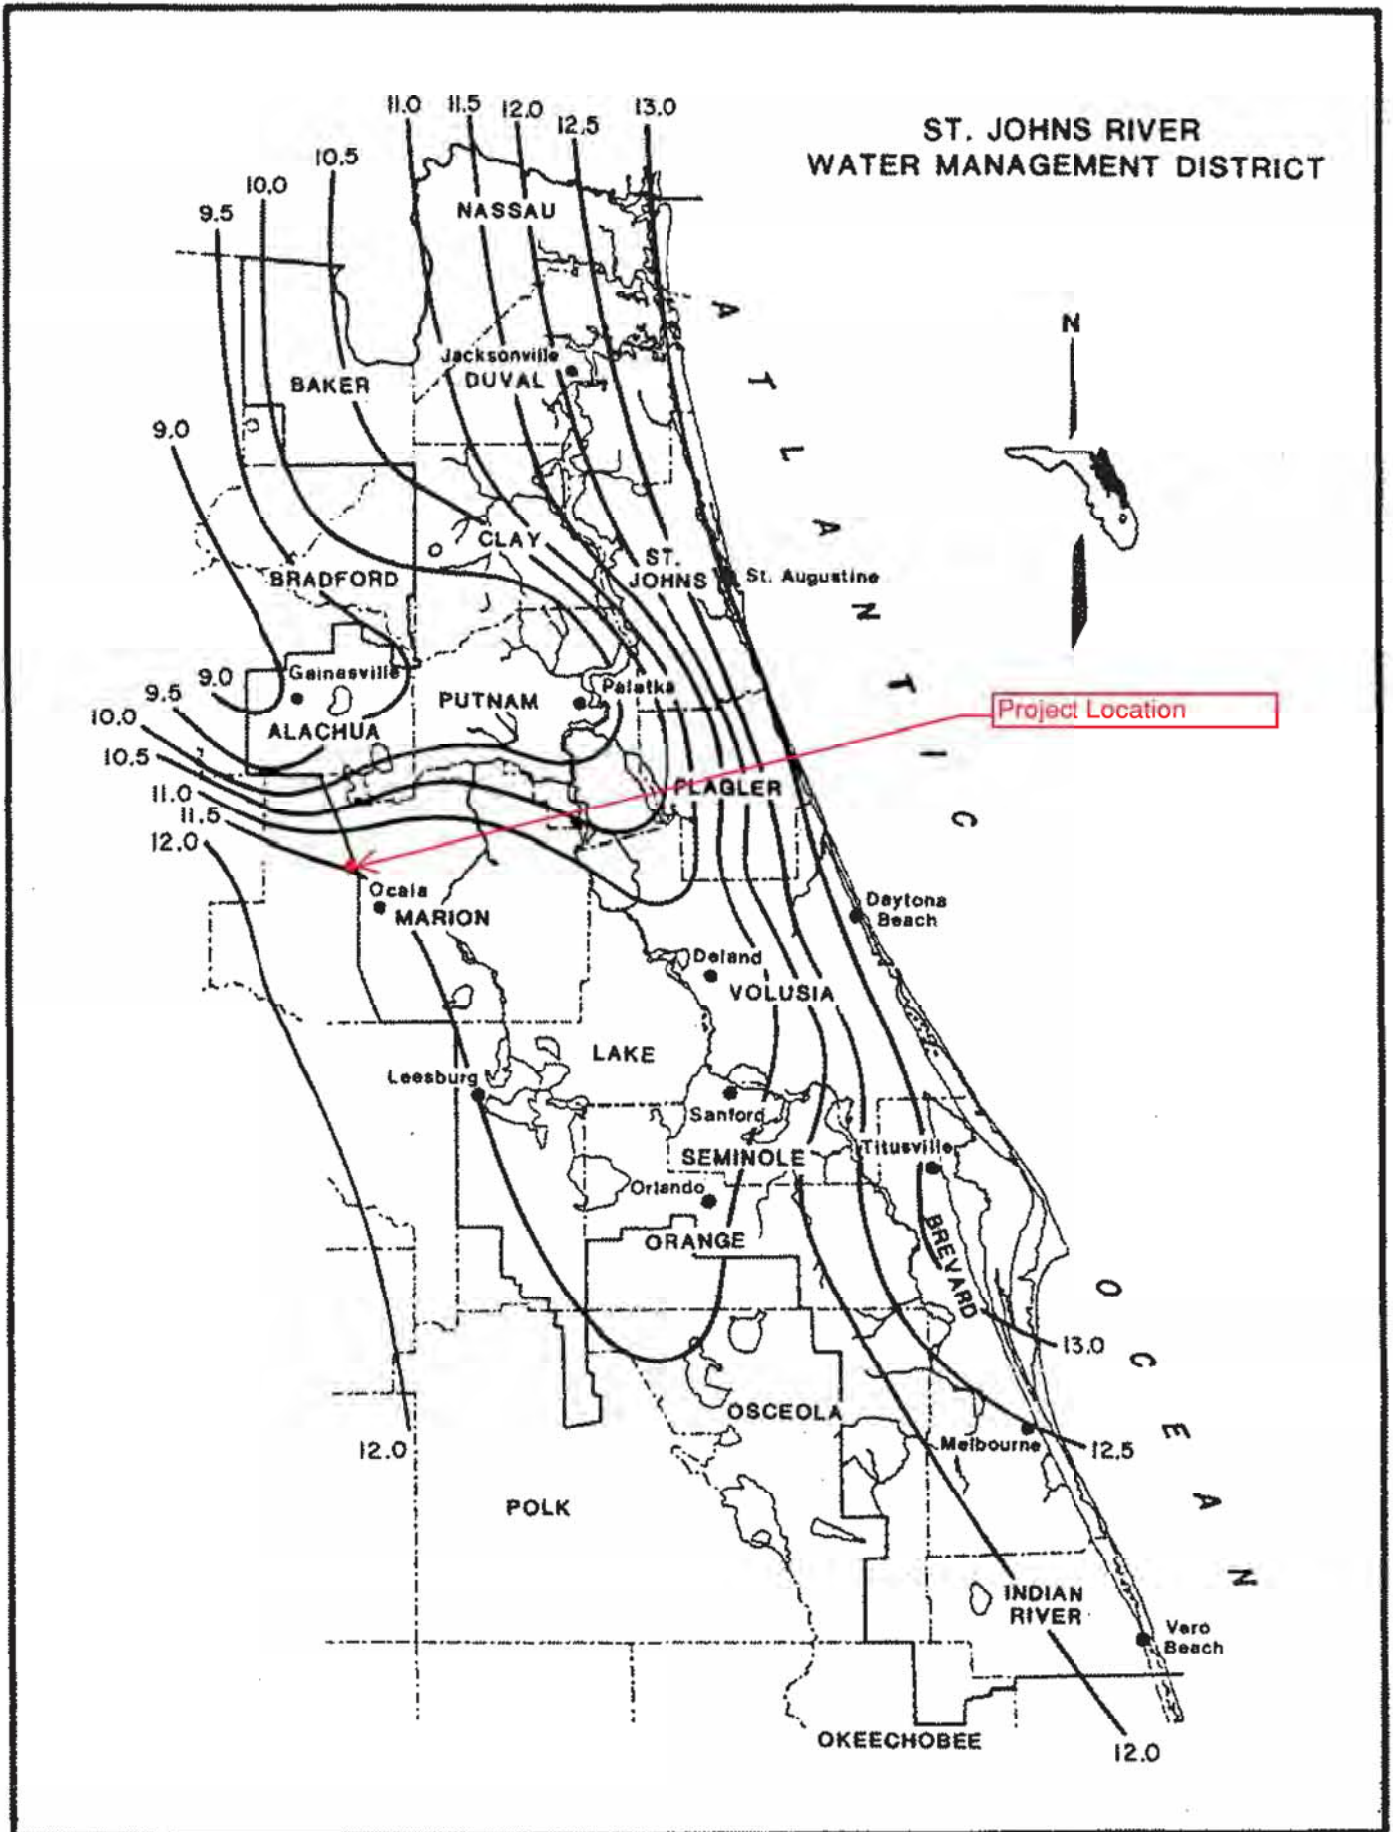 11.0 11.5 12.0 12.5 13.0
ST. JOHNS RIVER
WATER MANAGEMENT DISTRICT
10.5
10.0
9.5
NASSAU
N
Jacksonville
DUVAL
BAKER
9.0
CLAY
ST.
JOHNS
St. Augustine
BRADFORD
Gainesville
9.0
9.5
10.0
10.5
11.0
11.5
12.0
PUTNAM
Palatka
ALACHUA
Project Location
FLAGLER
Ocala
MARION
Daytona
Beach
Deland
VOLUSIA
LAKE
Leesburg
Sanford
SEMINOLE
Titusville
Orlando
ORANGE
BREVARD
ATLANTIC OCEAN
13.0
OSCEOLA
Melbourne
12.5
12.0
POLK
INDIAN
RIVER
Vero
Beach
OKEECHOBEE
12.0